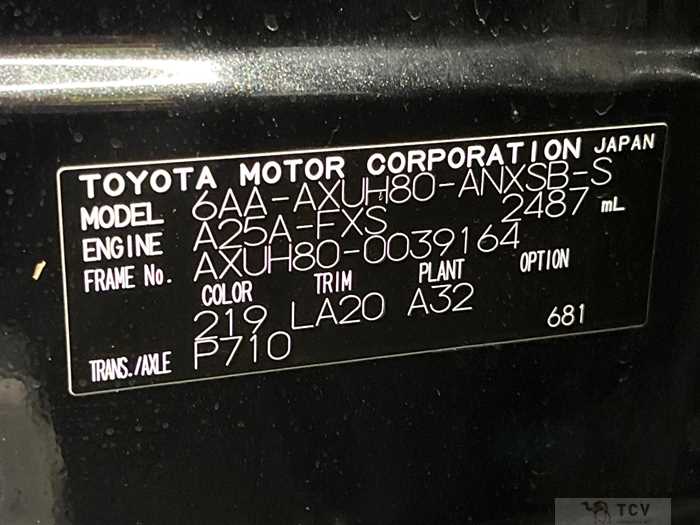 TOYOTA MOTOR CORPORATION JAPAN
MODEL 6AA-AXUH80-ANXSB-S
ENGINE A25A-FXS 2487 mL
FRAME No. AXUH80-0039164
COLOR TRIM PLANT OPTION
219 LA20 A32 681
TRANS./AXLE P710
TCV